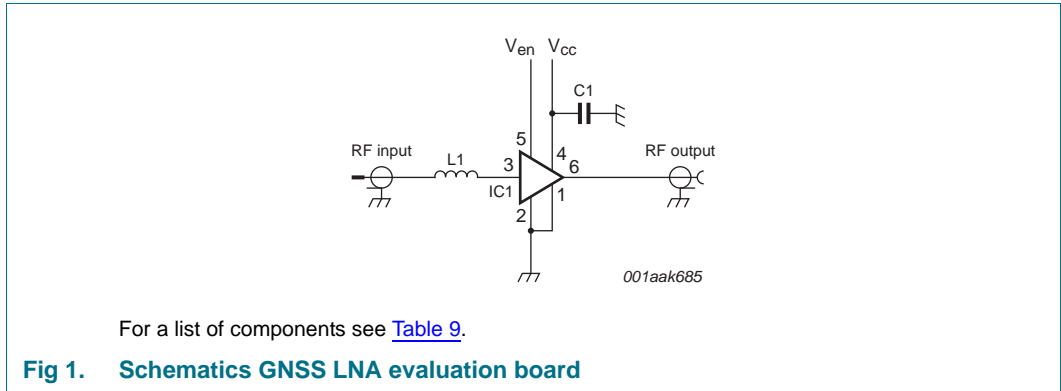 Ven Vcc
C1
5
4
RF input
L1
3
6
RF output
IC1
1
2
001aak685
For a list of components see Table 9.
Fig 1. Schematics GNSS LNA evaluation board